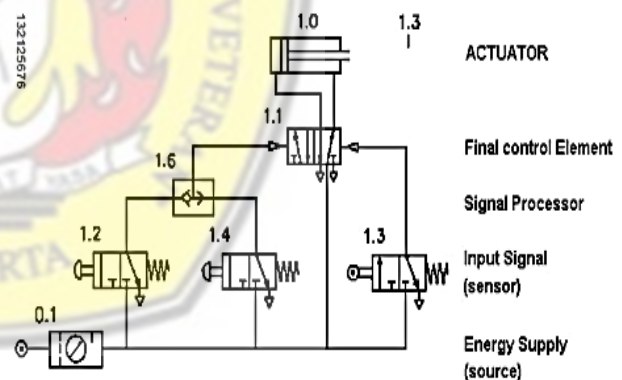 1.0
1.3
ACTUATOR
132125676
VETERAN
1.1
Final control Element
1.6
Signal Processor
1.2
1.4
1.3
Input Signal
(sensor)
0.1
Energy Supply
(source)